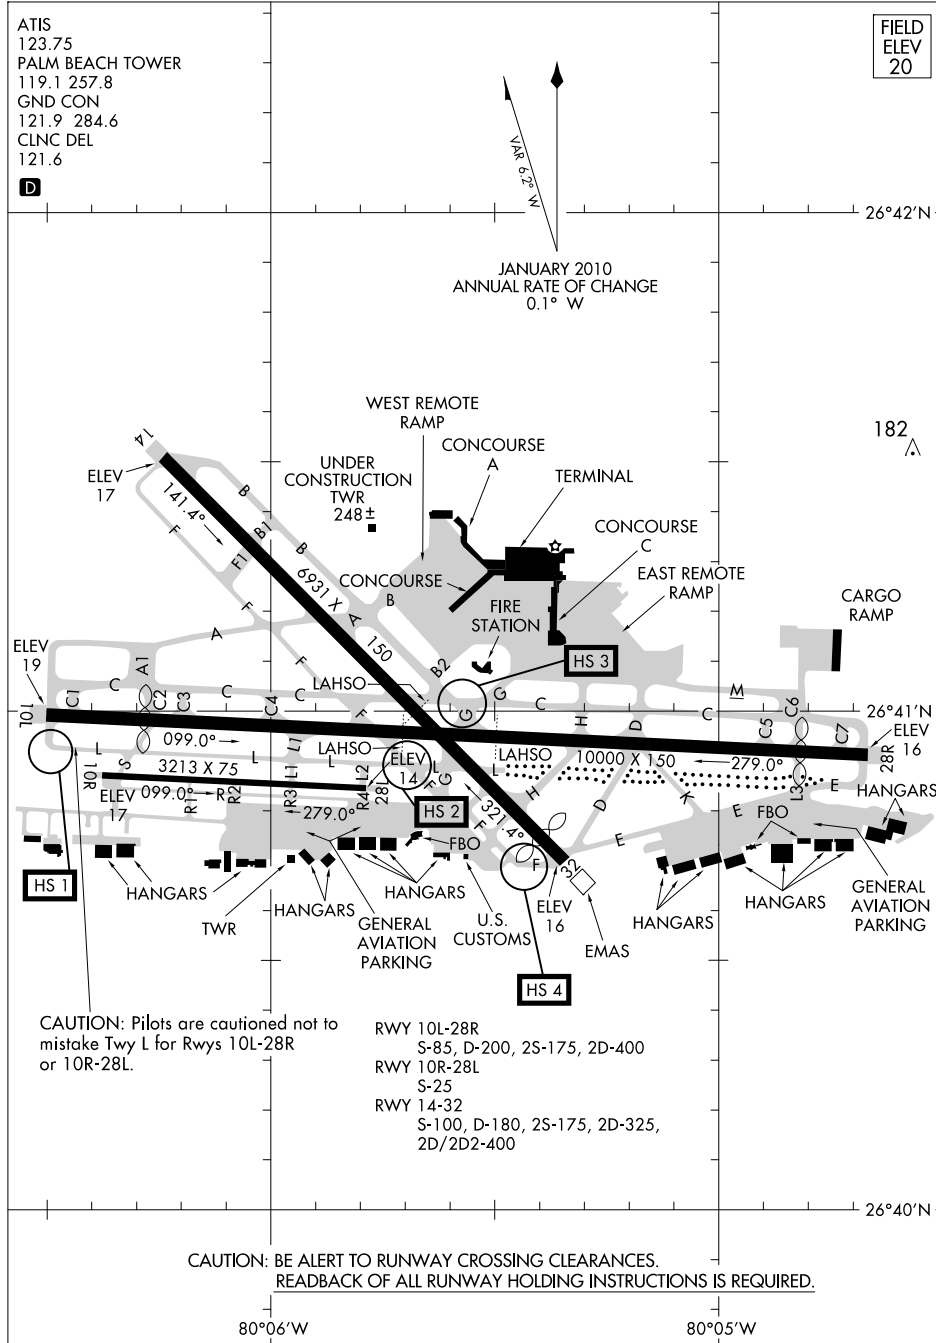 ATIS
123.75
PALM BEACH TOWER
119.1 257.8
GND CON
121.9 284.6
CLNC DEL
121.6
D
FIELD
ELEV
20
VAR 6.2° W
26°42'N
JANUARY 2010
ANNUAL RATE OF CHANGE
0.1° W
WEST REMOTE
RAMP
CONCOURSE
A
182
14
ELEV
17
UNDER
CONSTRUCTION
TWR
248±
TERMINAL
141.4°
B
F
B1
B
F1
CONCOURSE
C
6931 X
150
CONCOURSE
B
EAST REMOTE
RAMP
F
A
FIRE
STATION
CARGO
RAMP
A
ELEV
19
A1
F
B2
HS 3
LAHSO
10L
C1
C
C2
C3
C
C4
C
F
G
G
C
H
D
C
M
C5
C6
C7
26°41'N
099.0°
LAHSO
LAHSO
ELEV
16
28R
L
10R
S
L
L1
L
L2
ELEV
14
L
L
10000 X 150
279.0°
3213 X 75
099.0°
ELEV
17
R1
R
R2
R3
279.0°
R4
28L
G
F
F
HS 2
321.4°
H
D
K
E
E
E
L3
HANGARS
HS 1
HANGARS
TWR
HANGARS
GENERAL
AVIATION
PARKING
HANGARS
FBO
U.S.
CUSTOMS
F
32
ELEV
16
EMAS
HANGARS
FBO
HANGARS
GENERAL
AVIATION
PARKING
HS 4
CAUTION: Pilots are cautioned not to
mistake Twy L for Rwys 10L-28R
or 10R-28L.
RWY 10L-28R
S-85, D-200, 2S-175, 2D-400
RWY 10R-28L
S-25
RWY 14-32
S-100, D-180, 2S-175, 2D-325,
2D/2D2-400
26°40'N
CAUTION: BE ALERT TO RUNWAY CROSSING CLEARANCES.
READBACK OF ALL RUNWAY HOLDING INSTRUCTIONS IS REQUIRED.
80°06'W
80°05'W